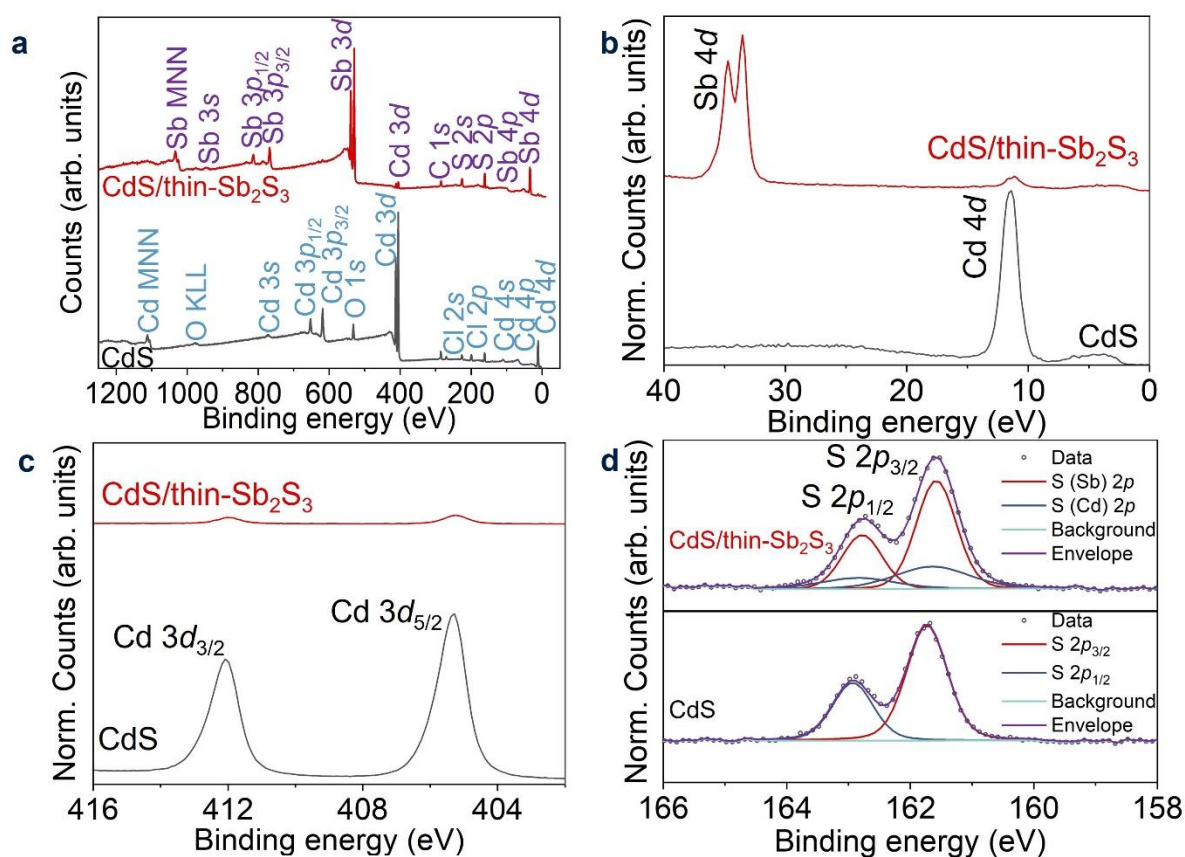 a
Counts (arb. units)
Sb MNN
Sb 3s
Sb 3p1/2
Sb 3p3/2
Sb 3d
Cd 3d
C 1s
S 2s
S 2p
Sb 4p
Sb 4d
CdS/thin-Sb2S3
Cd MNN
O KLL
Cd 3s
Cd 3p1/2
Cd 3p3/2
O 1s
Cd 3d
Cl 2s
Cl 2p
Cd 4s
Cd 4p
Cd 4d
CdS
1200 1000 800 600 400 200 0
Binding energy (eV)
b
Norm. Counts (arb. units)
Sb 4d
CdS/thin-Sb2S3
Cd 4d
CdS
40 30 20 10 0
Binding energy (eV)
c
Norm. Counts (arb. units)
CdS/thin-Sb2S3
Cd 3d3/2
Cd 3d5/2
CdS
416 412 408 404
Binding energy (eV)
d
Norm. Counts (arb. units)
S 2p3/2
S 2p1/2
CdS/thin-Sb2S3
Data
S (Sb) 2p
S (Cd) 2p
Background
Envelope
CdS
Data
S 2p3/2
S 2p1/2
Background
Envelope
166 164 162 160 158
Binding energy (eV)